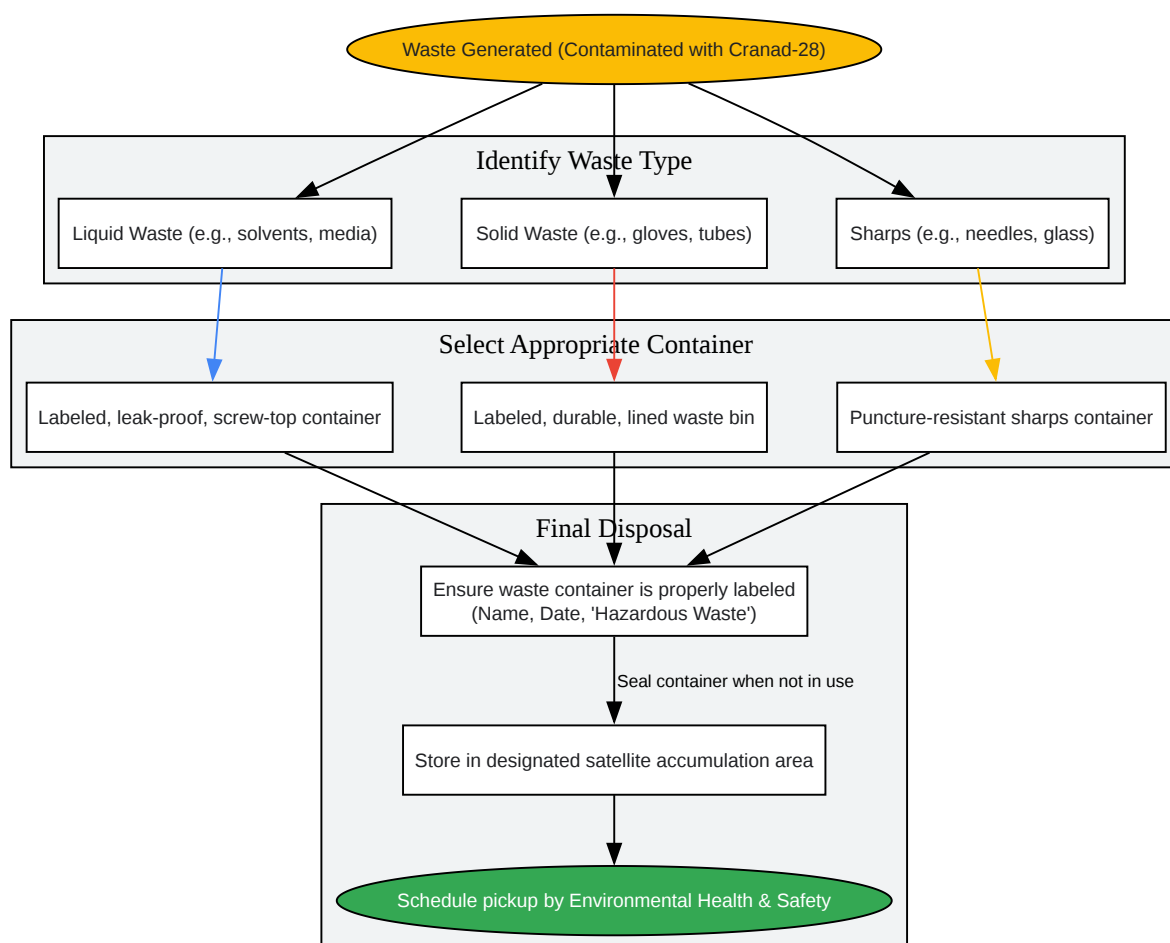 Waste Generated (Contaminated with Cranad-28)
Identify Waste Type
Liquid Waste (e.g., solvents, media)
Solid Waste (e.g., gloves, tubes)
Sharps (e.g., needles, glass)
Select Appropriate Container
Labeled, leak-proof, screw-top container
Labeled, durable, lined waste bin
Puncture-resistant sharps container
Final Disposal
Ensure waste container is properly labeled
(Name, Date, 'Hazardous Waste')
Seal container when not in use
Store in designated satellite accumulation area
Schedule pickup by Environmental Health & Safety